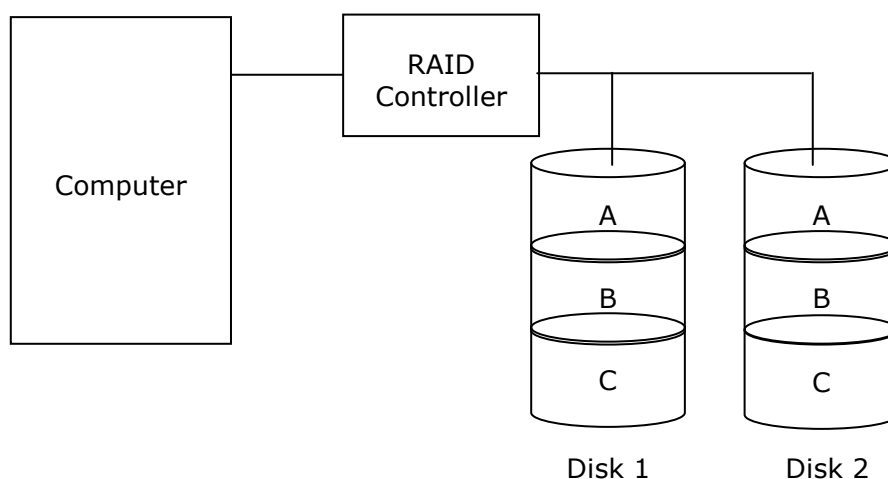 RAID
Controller
Computer
A
A
B
B
C
C
Disk 1
Disk 2